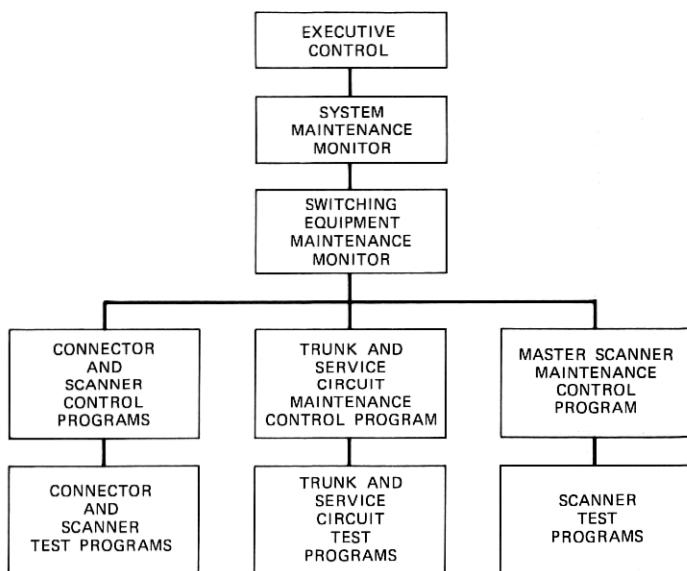 EXECUTIVE
CONTROL
SYSTEM
MAINTENANCE
MONITOR
SWITCHING
EQUIPMENT
MAINTENANCE
MONITOR
CONNECTOR
AND
SCANNER
CONTROL
PROGRAMS
TRUNK AND
SERVICE
CIRCUIT
MAINTENANCE
CONTROL PROGRAM
MASTER SCANNER
MAINTENANCE
CONTROL
PROGRAM
CONNECTOR
AND
SCANNER
TEST PROGRAMS
TRUNK AND
SERVICE
CIRCUIT
TEST
PROGRAMS
SCANNER
TEST
PROGRAMS